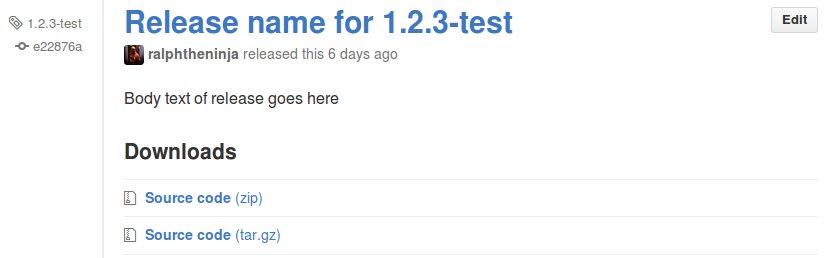 1.2.3-test
e22876a
Release name for 1.2.3-test
Edit
ralphtheninja released this 6 days ago
Body text of release goes here
Downloads
Source code (zip)
Source code (tar.gz)